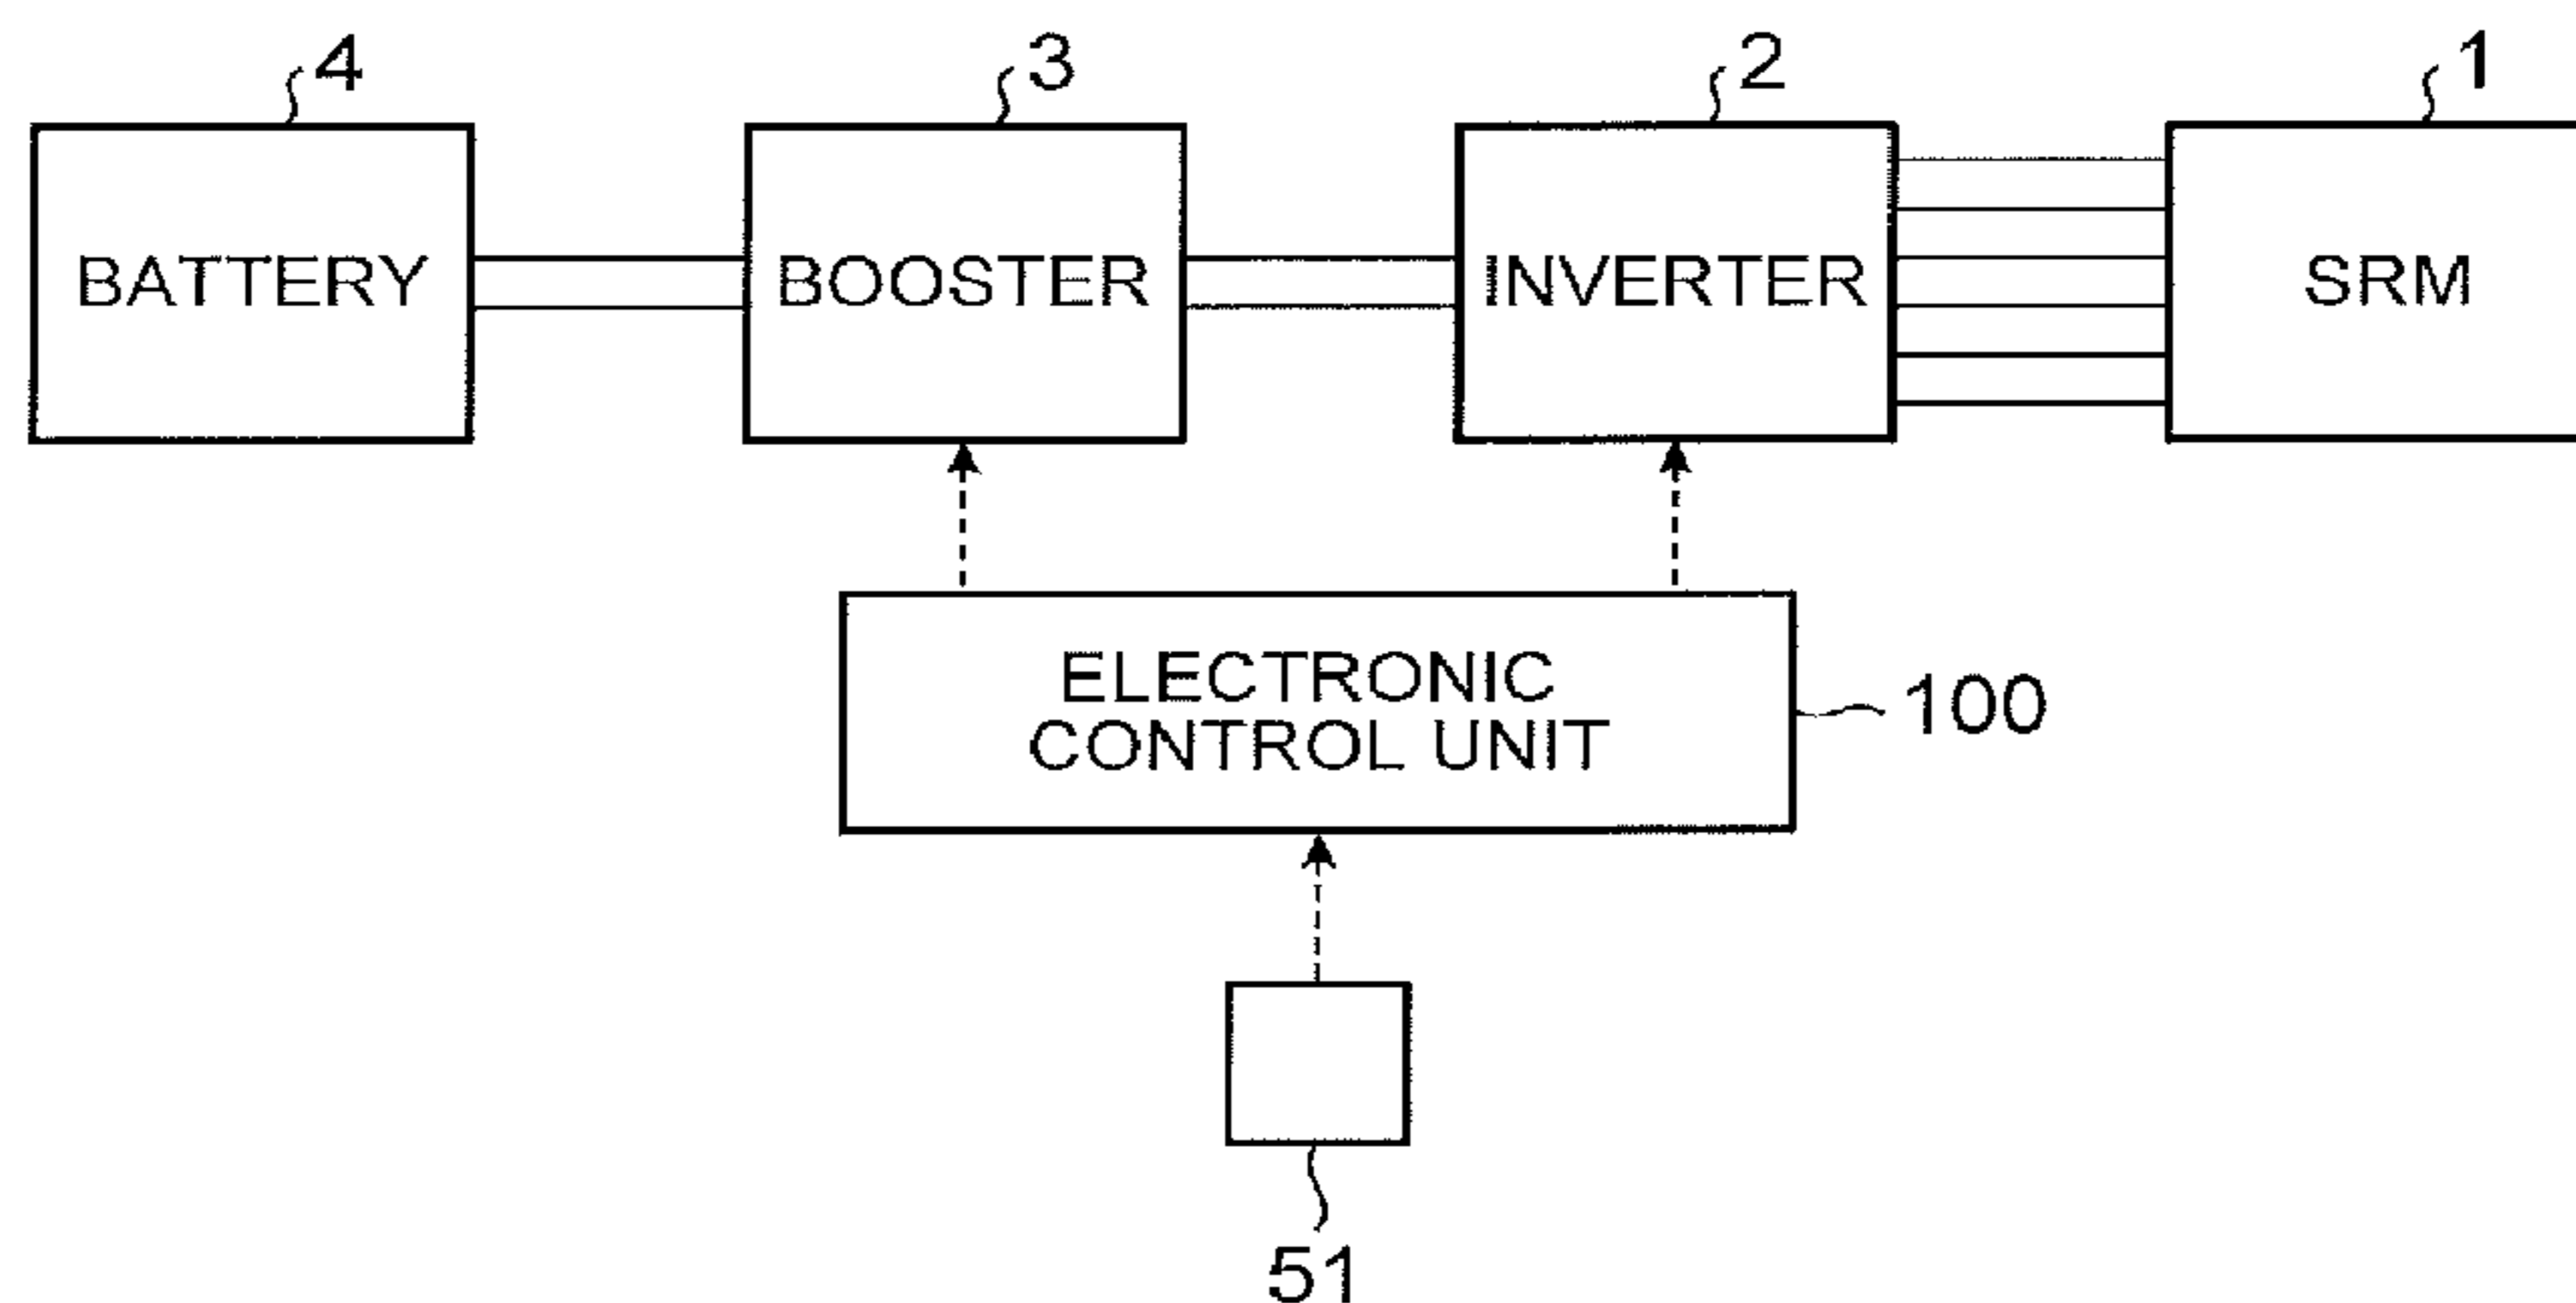 4
3
2
1
BATTERY
BOOSTER
INVERTER
SRM
ELECTRONIC
CONTROL UNIT
100
51